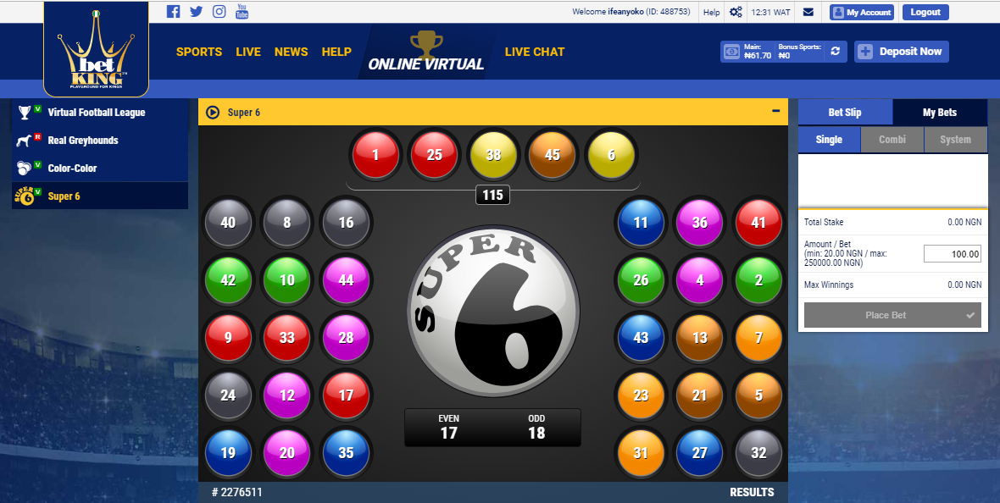 You
Tube
Welcome ifeanyoko (ID: 488753)
Help
12:31 WAT
My Account
Logout
bet
KING™
PLAYGROUND FOR KINGS
SPORTS LIVE NEWS HELP
ONLINE VIRTUAL
LIVE CHAT
Main:
₦61.70
Bonus Sports:
₦0
Deposit Now
V Virtual Football League
R Real Greyhounds
V Color-Color
SUPER 6 V Super 6
Super 6
1 25 38 45 6
115
40 8 16
42 10 44
9 33 28
24 12 17
19 20 35
SUPER
6
EVEN ODD
17 18
11 36 41
26 4 2
43 13 7
23 21 5
31 27 32
# 2276511
RESULTS
Bet Slip My Bets
Single Combi System
Total Stake 0.00 NGN
Amount / Bet
(min: 20.00 NGN / max:
250000.00 NGN)
100.00
Max Winnings 0.00 NGN
Place Bet